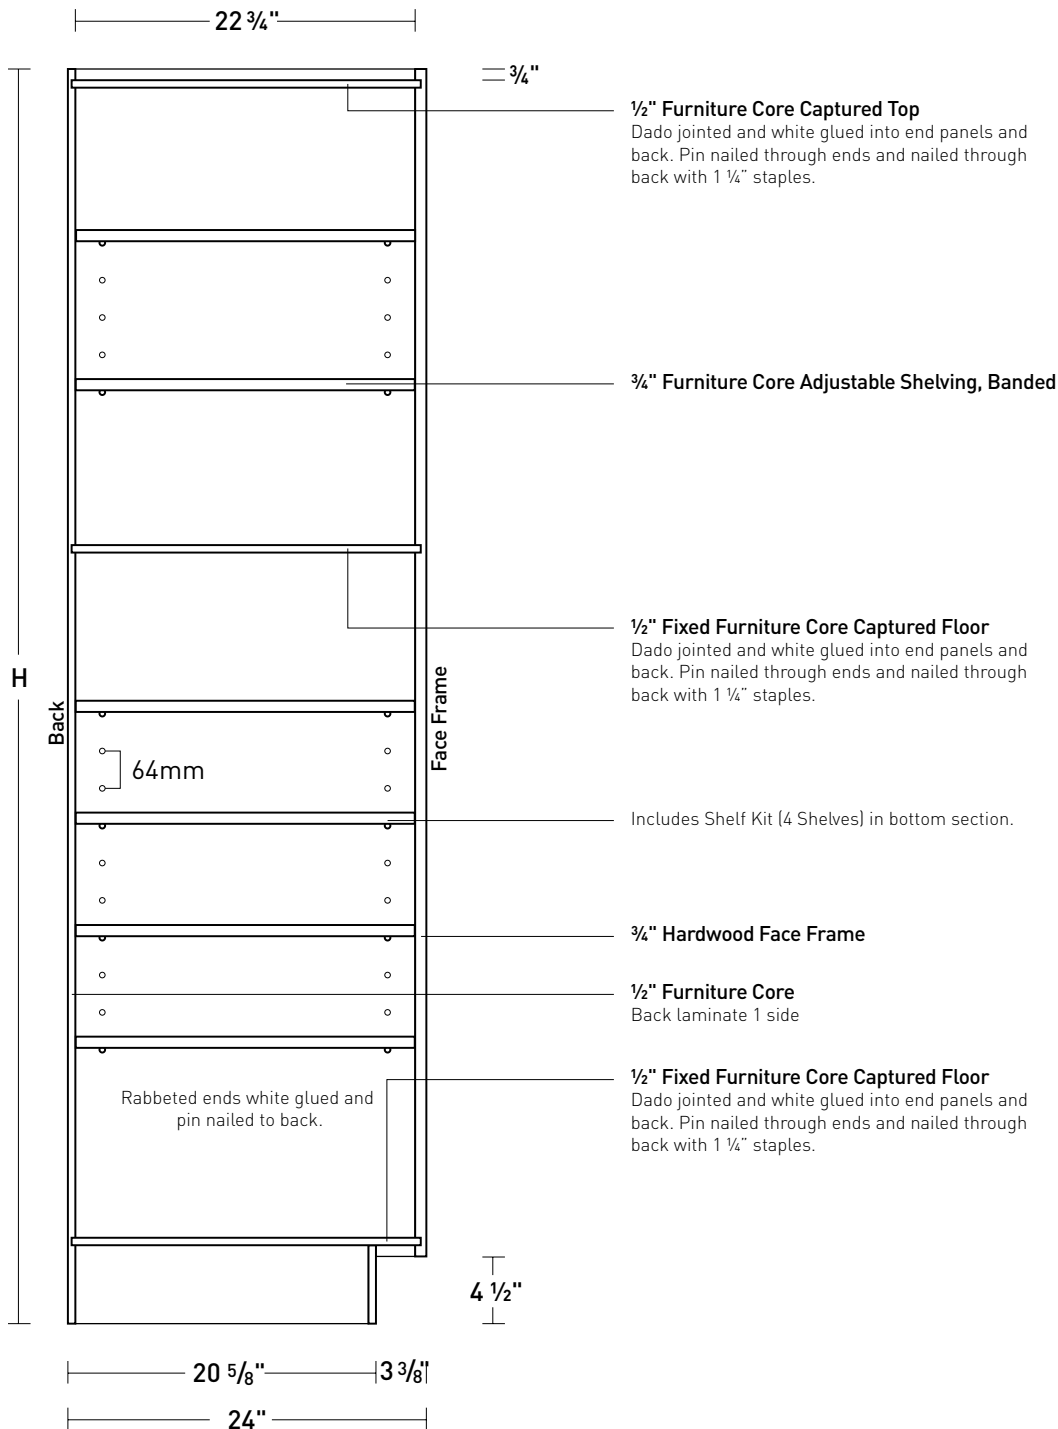 22 ¾"
¾"
½" Furniture Core Captured Top
Dado jointed and white glued into end panels and
back. Pin nailed through ends and nailed through
back with 1 ¼" staples.
¾" Furniture Core Adjustable Shelving, Banded
½" Fixed Furniture Core Captured Floor
Dado jointed and white glued into end panels and
back. Pin nailed through ends and nailed through
back with 1 ¼" staples.
H
Back
Face Frame
64mm
Includes Shelf Kit (4 Shelves) in bottom section.
¾" Hardwood Face Frame
½" Furniture Core
Back laminate 1 side
½" Fixed Furniture Core Captured Floor
Dado jointed and white glued into end panels and
back. Pin nailed through ends and nailed through
back with 1 ¼" staples.
Rabbeted ends white glued and
pin nailed to back.
4 ½"
20 ⅝"
3 ⅜"
24"